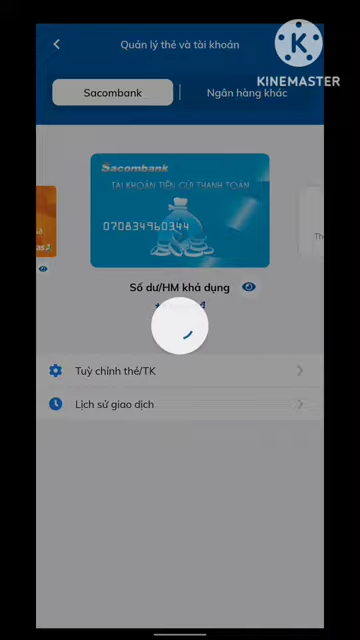 Quản lý thẻ và tài khoản
KINEMASTER
Sacombank
Ngân hàng khác
Sacombank
TÀI KHOẢN TIỀN GỬI THANH TOÁN
070834960344
Số dư/HM khả dụng
Tuỳ chỉnh thẻ/TK
Lịch sử giao dịch